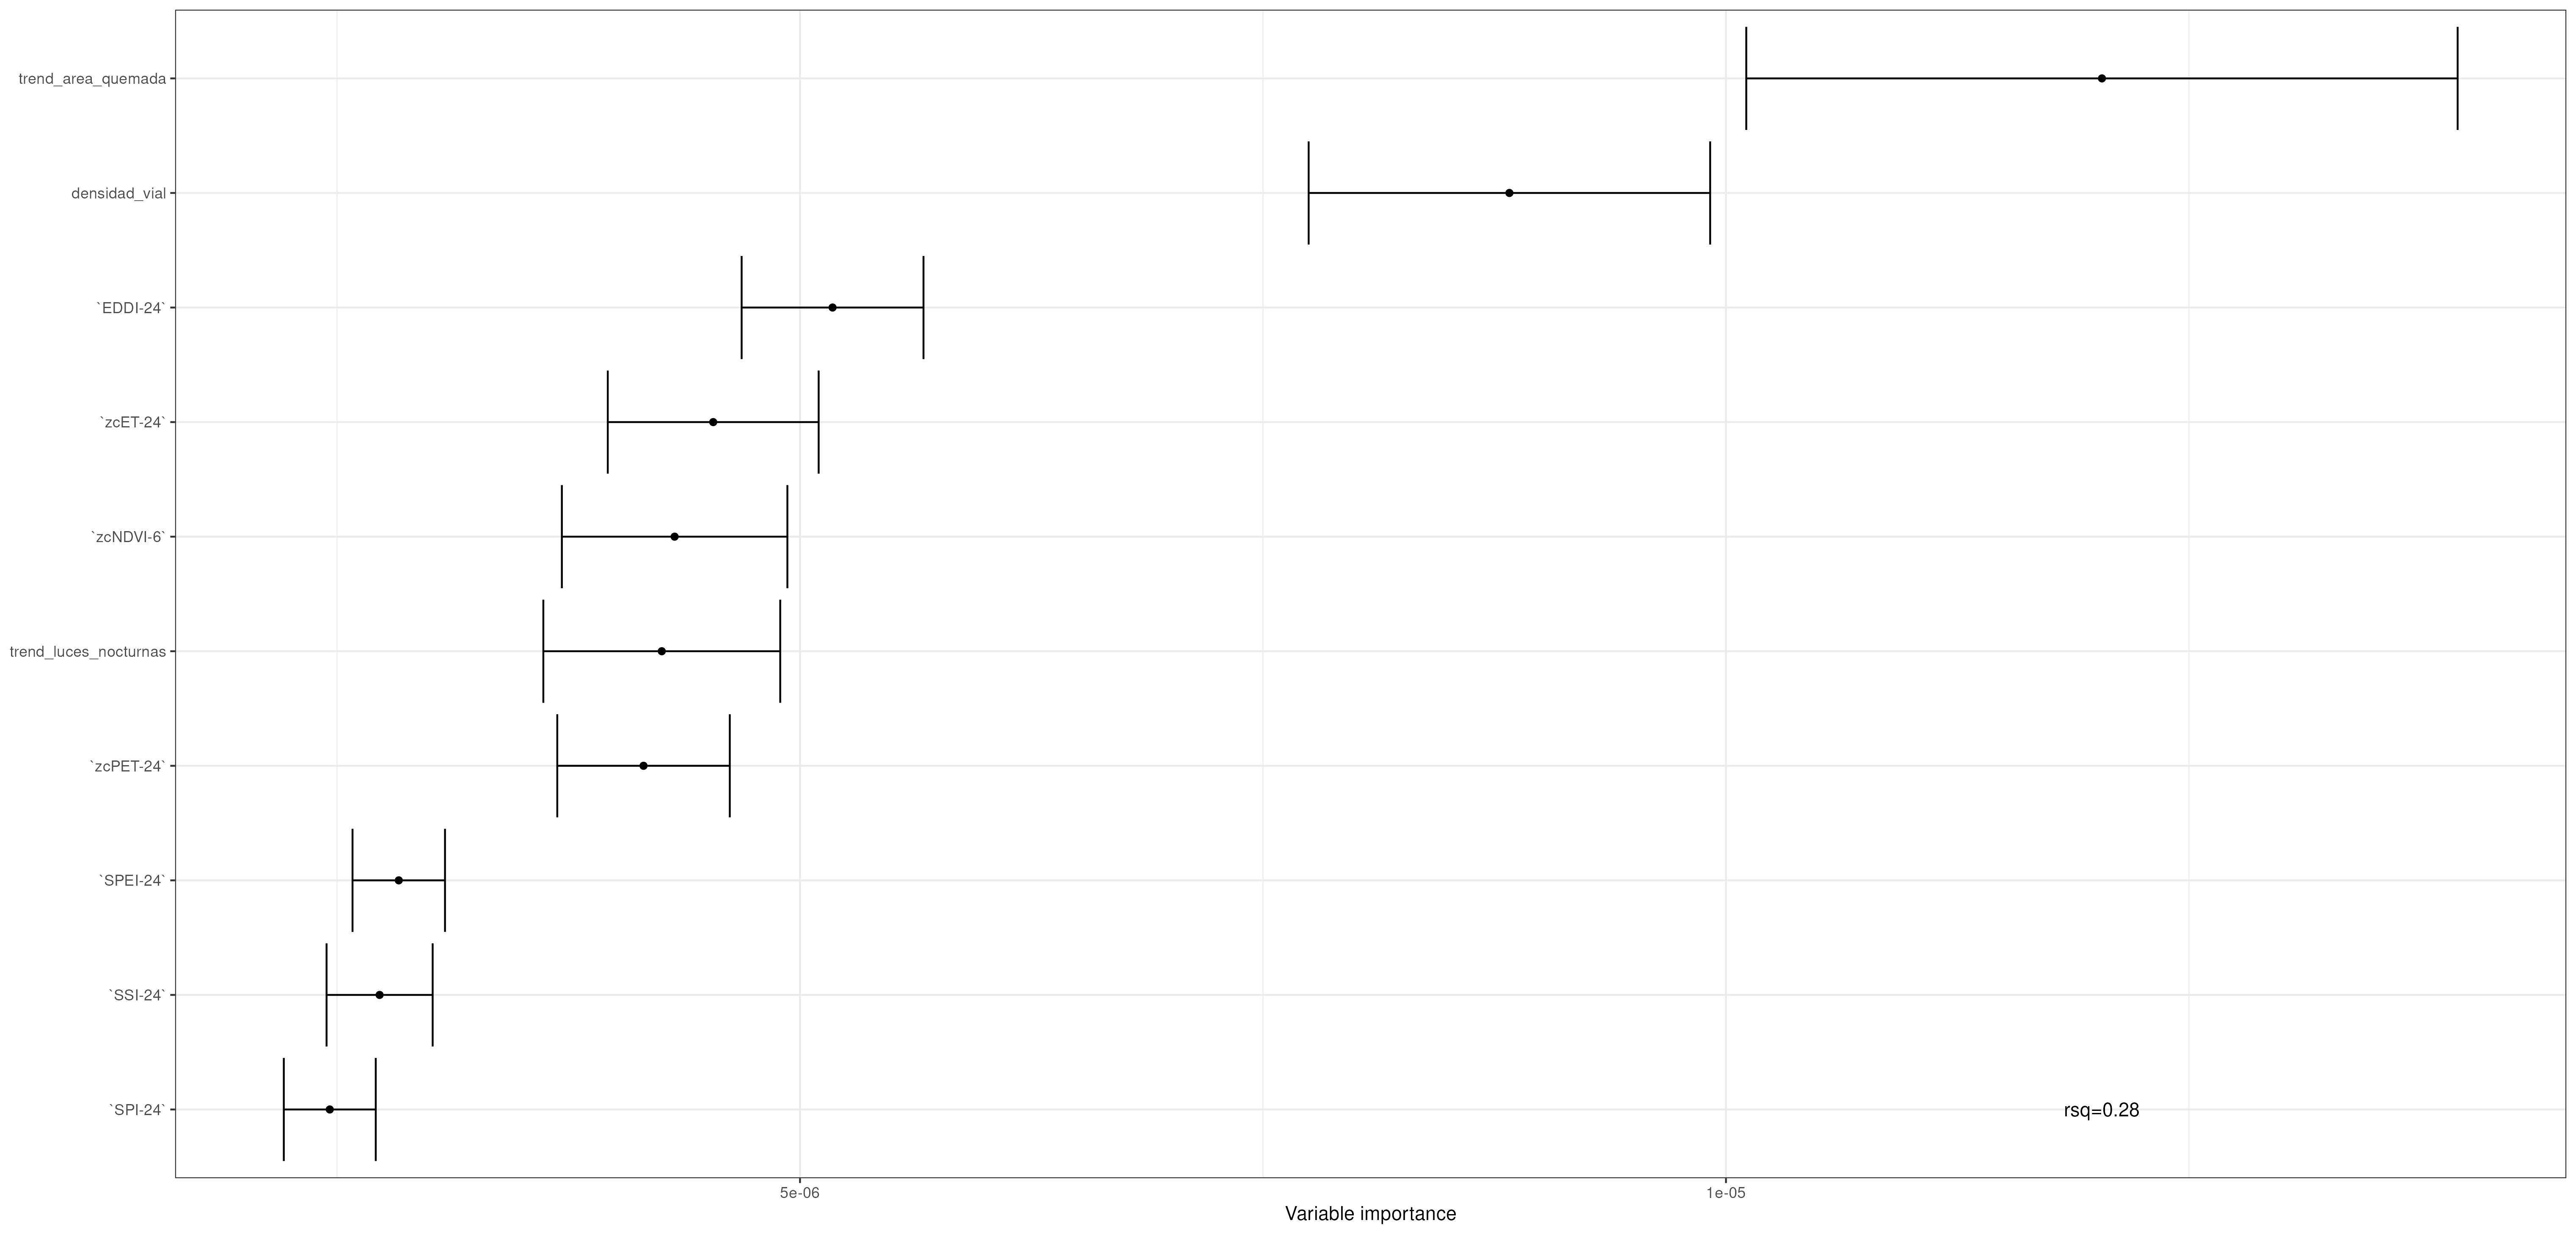 trend_area_quemada
densidad_vial
`EDDI-24`
`zcET-24`
`zcNDVI-6`
trend_luces_nocturnas
`zcPET-24`
`SPEI-24`
`SSI-24`
`SPI-24`
rsq=0.28
5e-06
1e-05
Variable importance